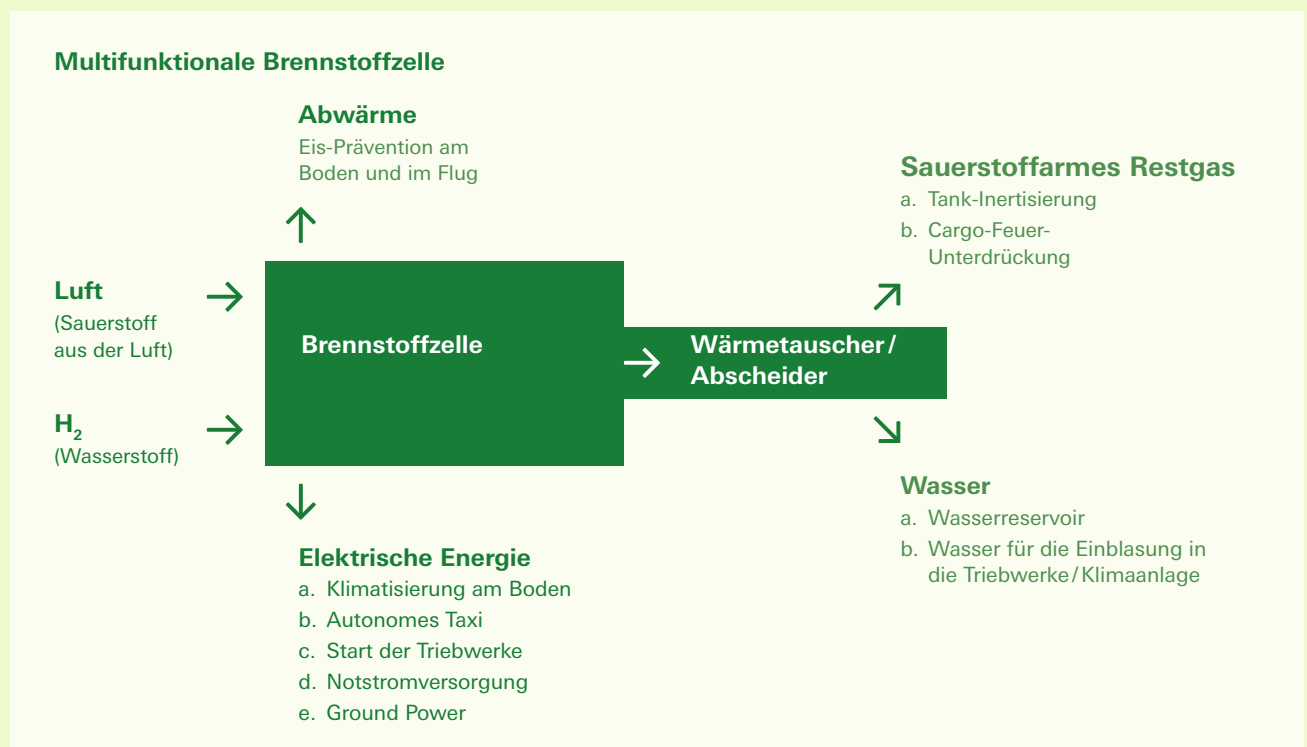 Multifunktionale Brennstoffzelle
Abwärme
Eis-Prävention am
Boden und im Flug
Sauerstoffarmes Restgas
a. Tank-Inertisierung
b. Cargo-Feuer-
Unterdrückung
Luft
(Sauerstoff
aus der Luft)
Brennstoffzelle
Wärmetauscher/
Abscheider
H₂
(Wasserstoff)
Wasser
a. Wasserreservoir
b. Wasser für die Einblasung in
die Triebwerke/Klimaanlage
Elektrische Energie
a. Klimatisierung am Boden
b. Autonomes Taxi
c. Start der Triebwerke
d. Notstromversorgung
e. Ground Power